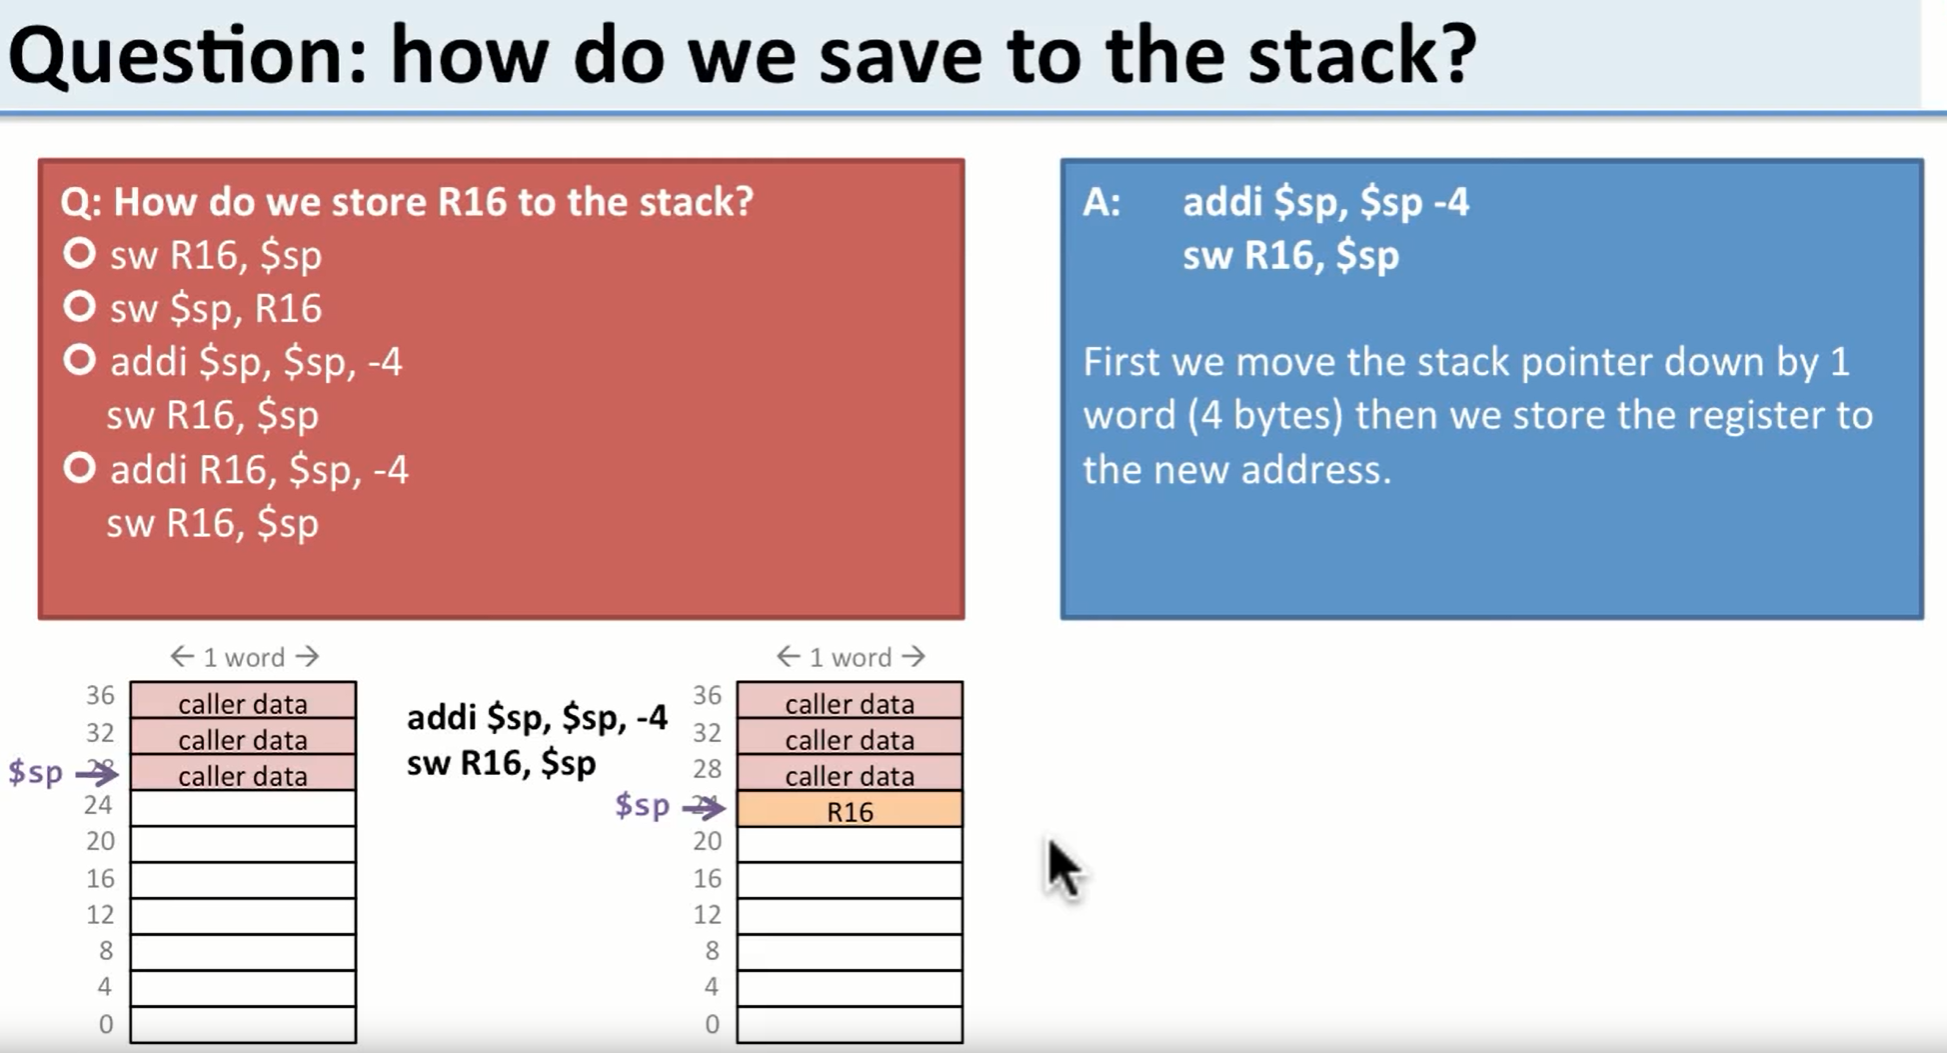 Question: how do we save to the stack?
Q: How do we store R16 to the stack?
sw R16, $sp
sw $sp, R16
addi $sp, $sp, -4
sw R16, $sp
addi R16, $sp, -4
sw R16, $sp
A: addi $sp, $sp -4
sw R16, $sp
First we move the stack pointer down by 1
word (4 bytes) then we store the register to
the new address.
← 1 word →
36 caller data
32 caller data
$sp → 28 caller data
24
20
16
12
8
4
0
addi $sp, $sp, -4
sw R16, $sp
← 1 word →
36 caller data
32 caller data
28 caller data
$sp → 24 R16
20
16
12
8
4
0